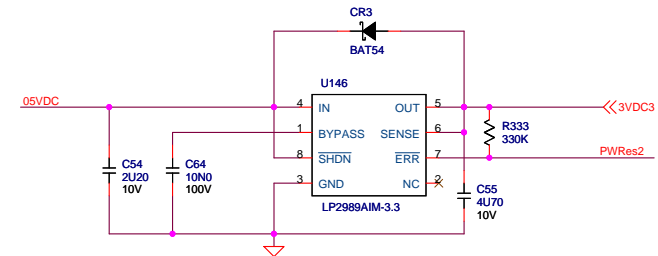 CR3
BAT54
U146
05VDC
4 IN OUT 5
3VDC3
1 BYPASS SENSE 6
R333
330K
8 SHDN ERR 7
PWRes2
C54
2U20
10V
C64
10N0
100V
3 GND NC 2
C55
4U70
10V
LP2989AIM-3.3